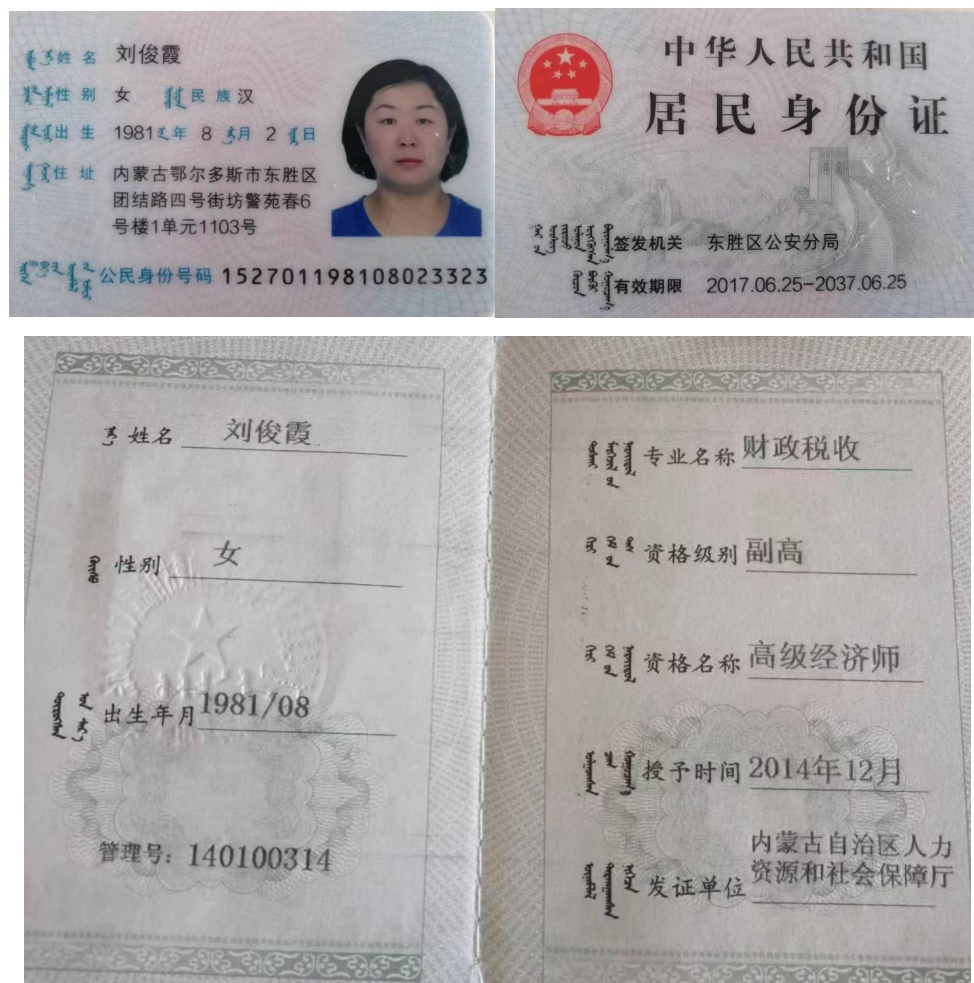 姓名 刘俊霞
性别 女 民族 汉
出生 1981年 8月 2日
住址 内蒙古鄂尔多斯市东胜区
团结路四号街坊警苑春6
号楼1单元1103号
公民身份号码 152701198108023323
中华人民共和国
居民身份证
签发机关 东胜区公安分局
有效期限 2017.06.25-2037.06.25
姓名 刘俊霞
性别 女
出生年月 1981/08
管理号：140100314
专业名称 财政税收
资格级别 副高
资格名称 高级经济师
授予时间 2014年12月
内蒙古自治区人力
发证单位 资源和社会保障厅